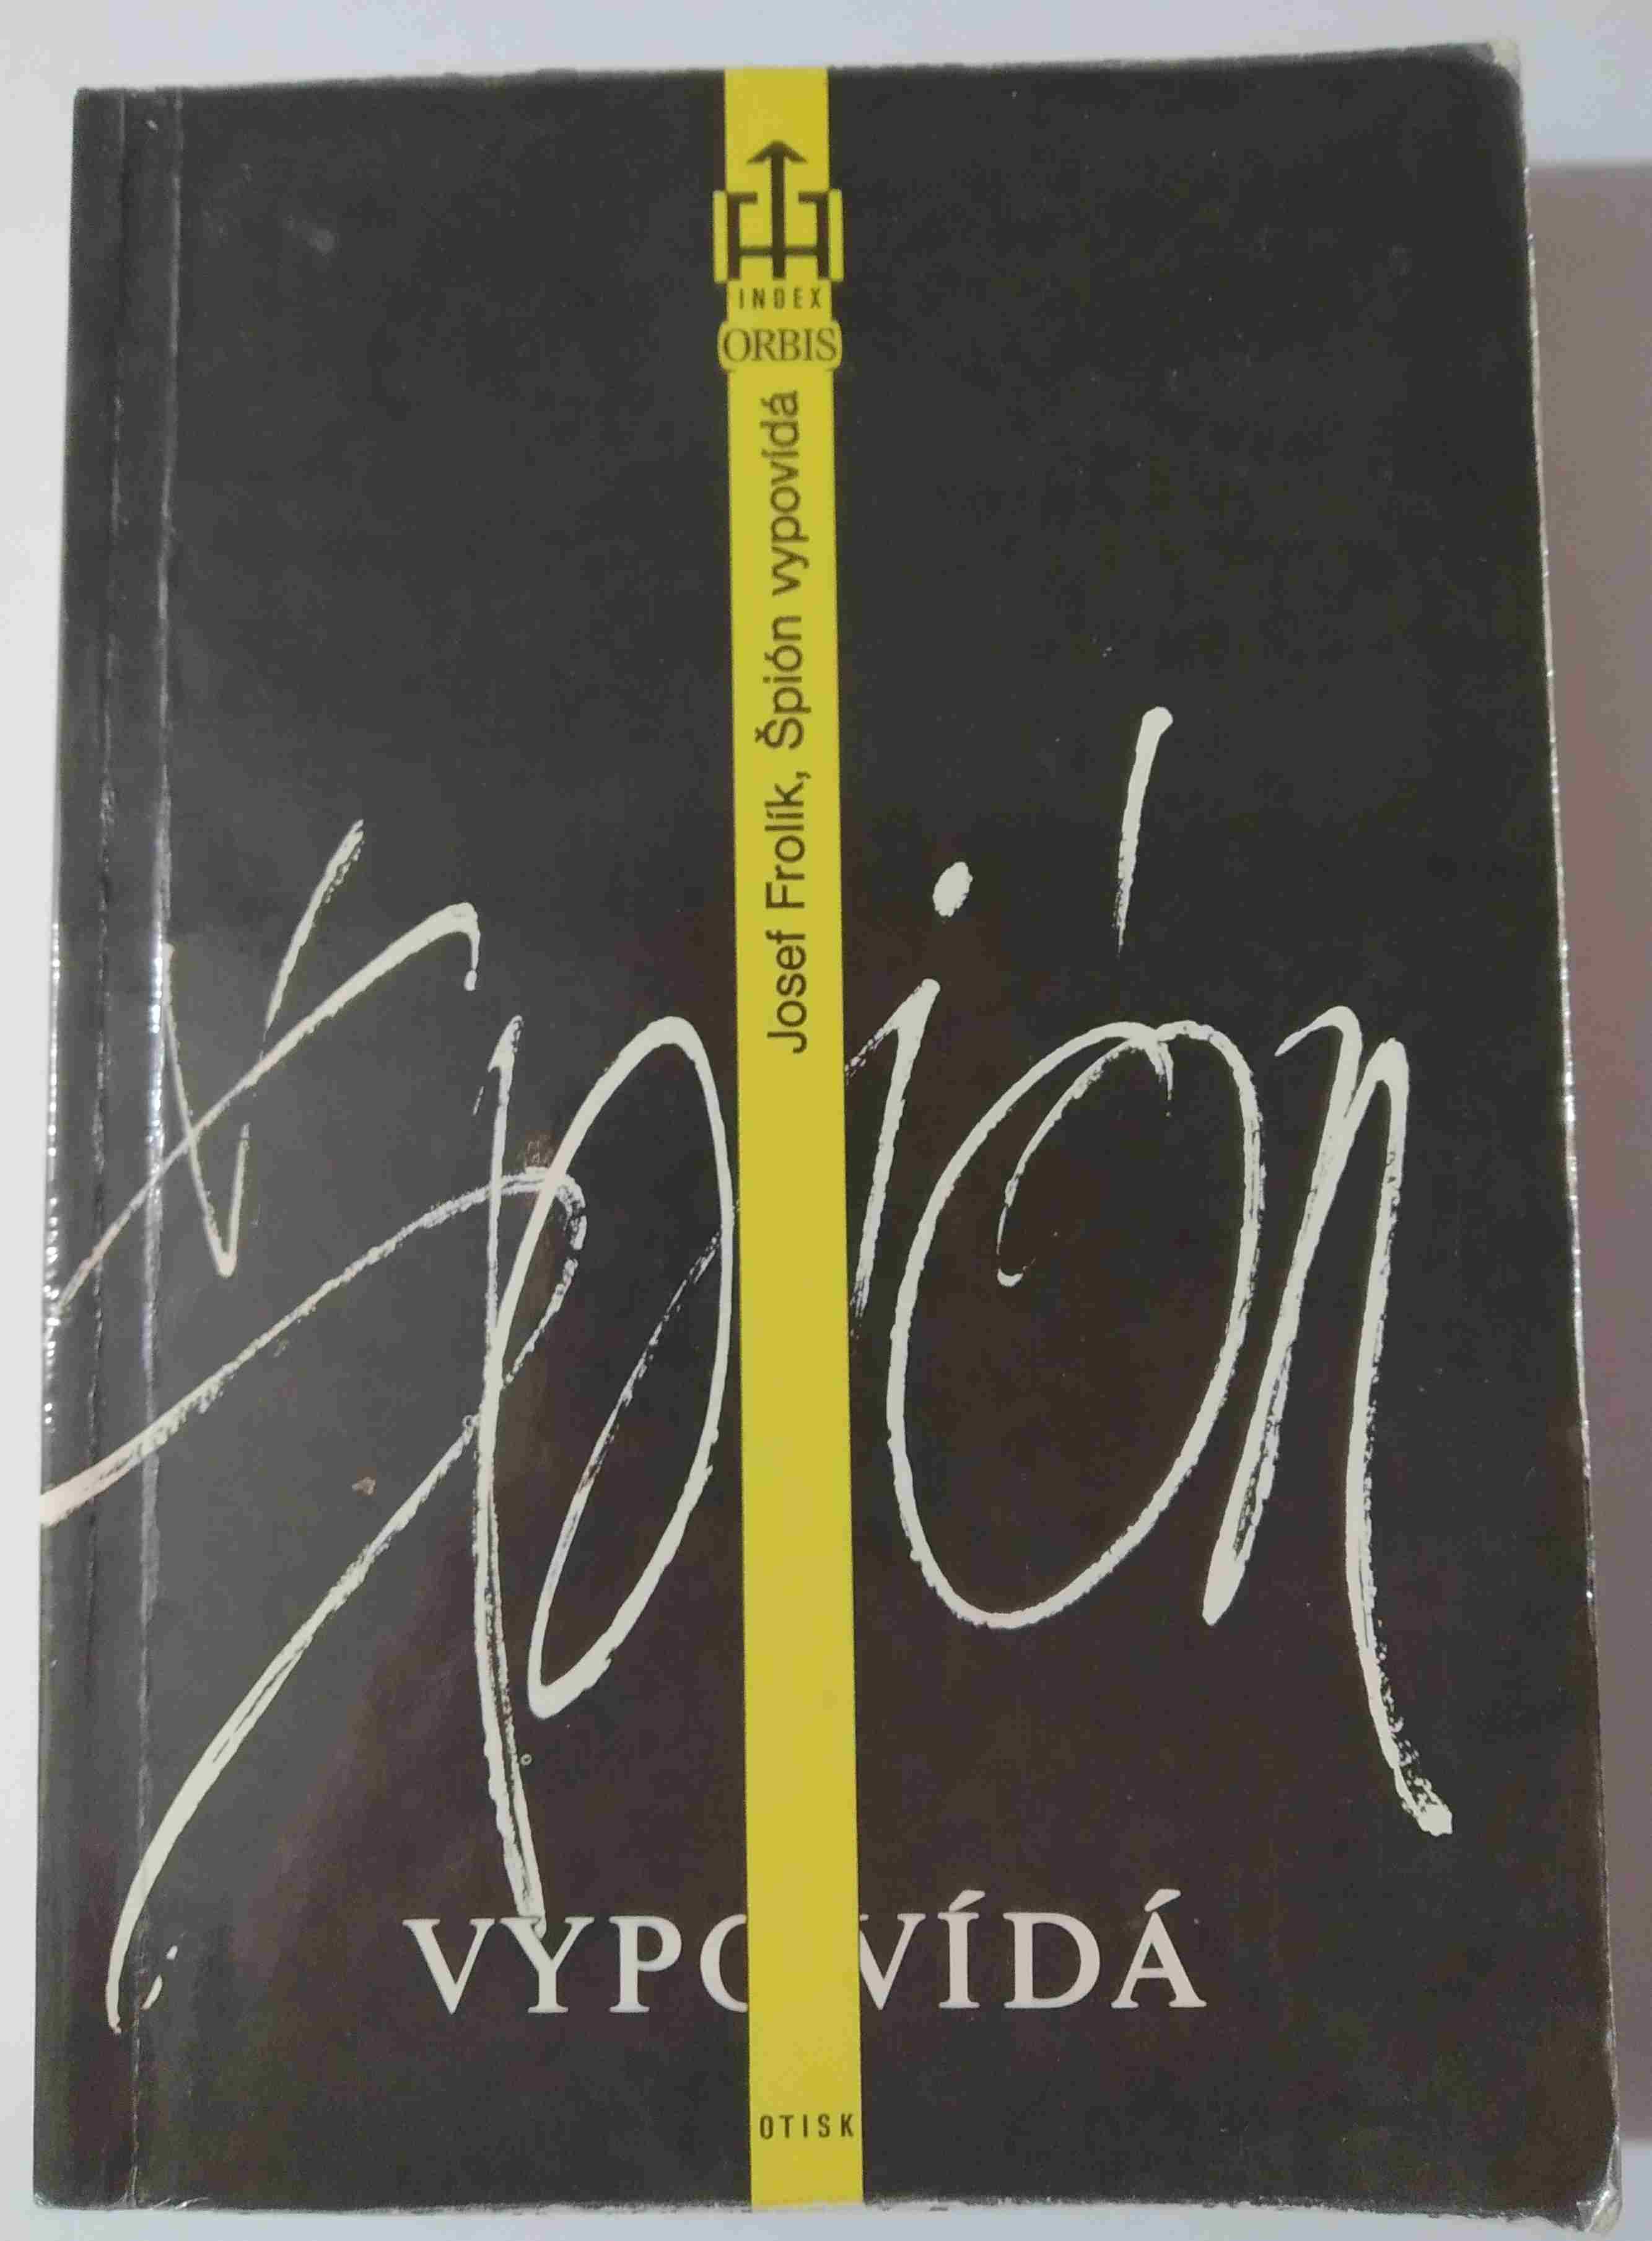 INDEX
ORBIS
Josef Frolík, Špión vypovídá
Špión
VYPOVÍDÁ
OTISK